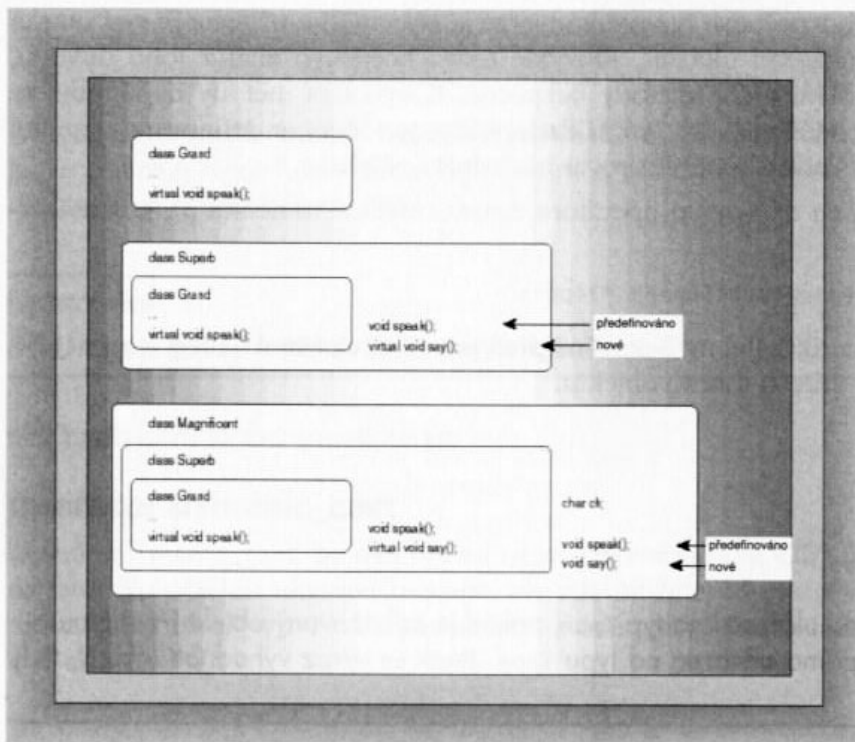 class Grand
virtual void speak();
class Superb
class Grand
...
virtual void speak();
void speak();
virtual void say();
předefinováno
nové
class Magnificent
class Superb
class Grand
...
virtual void speak();
void speak();
virtual void say();
char ch;
void speak();
void say();
předefinováno
nové